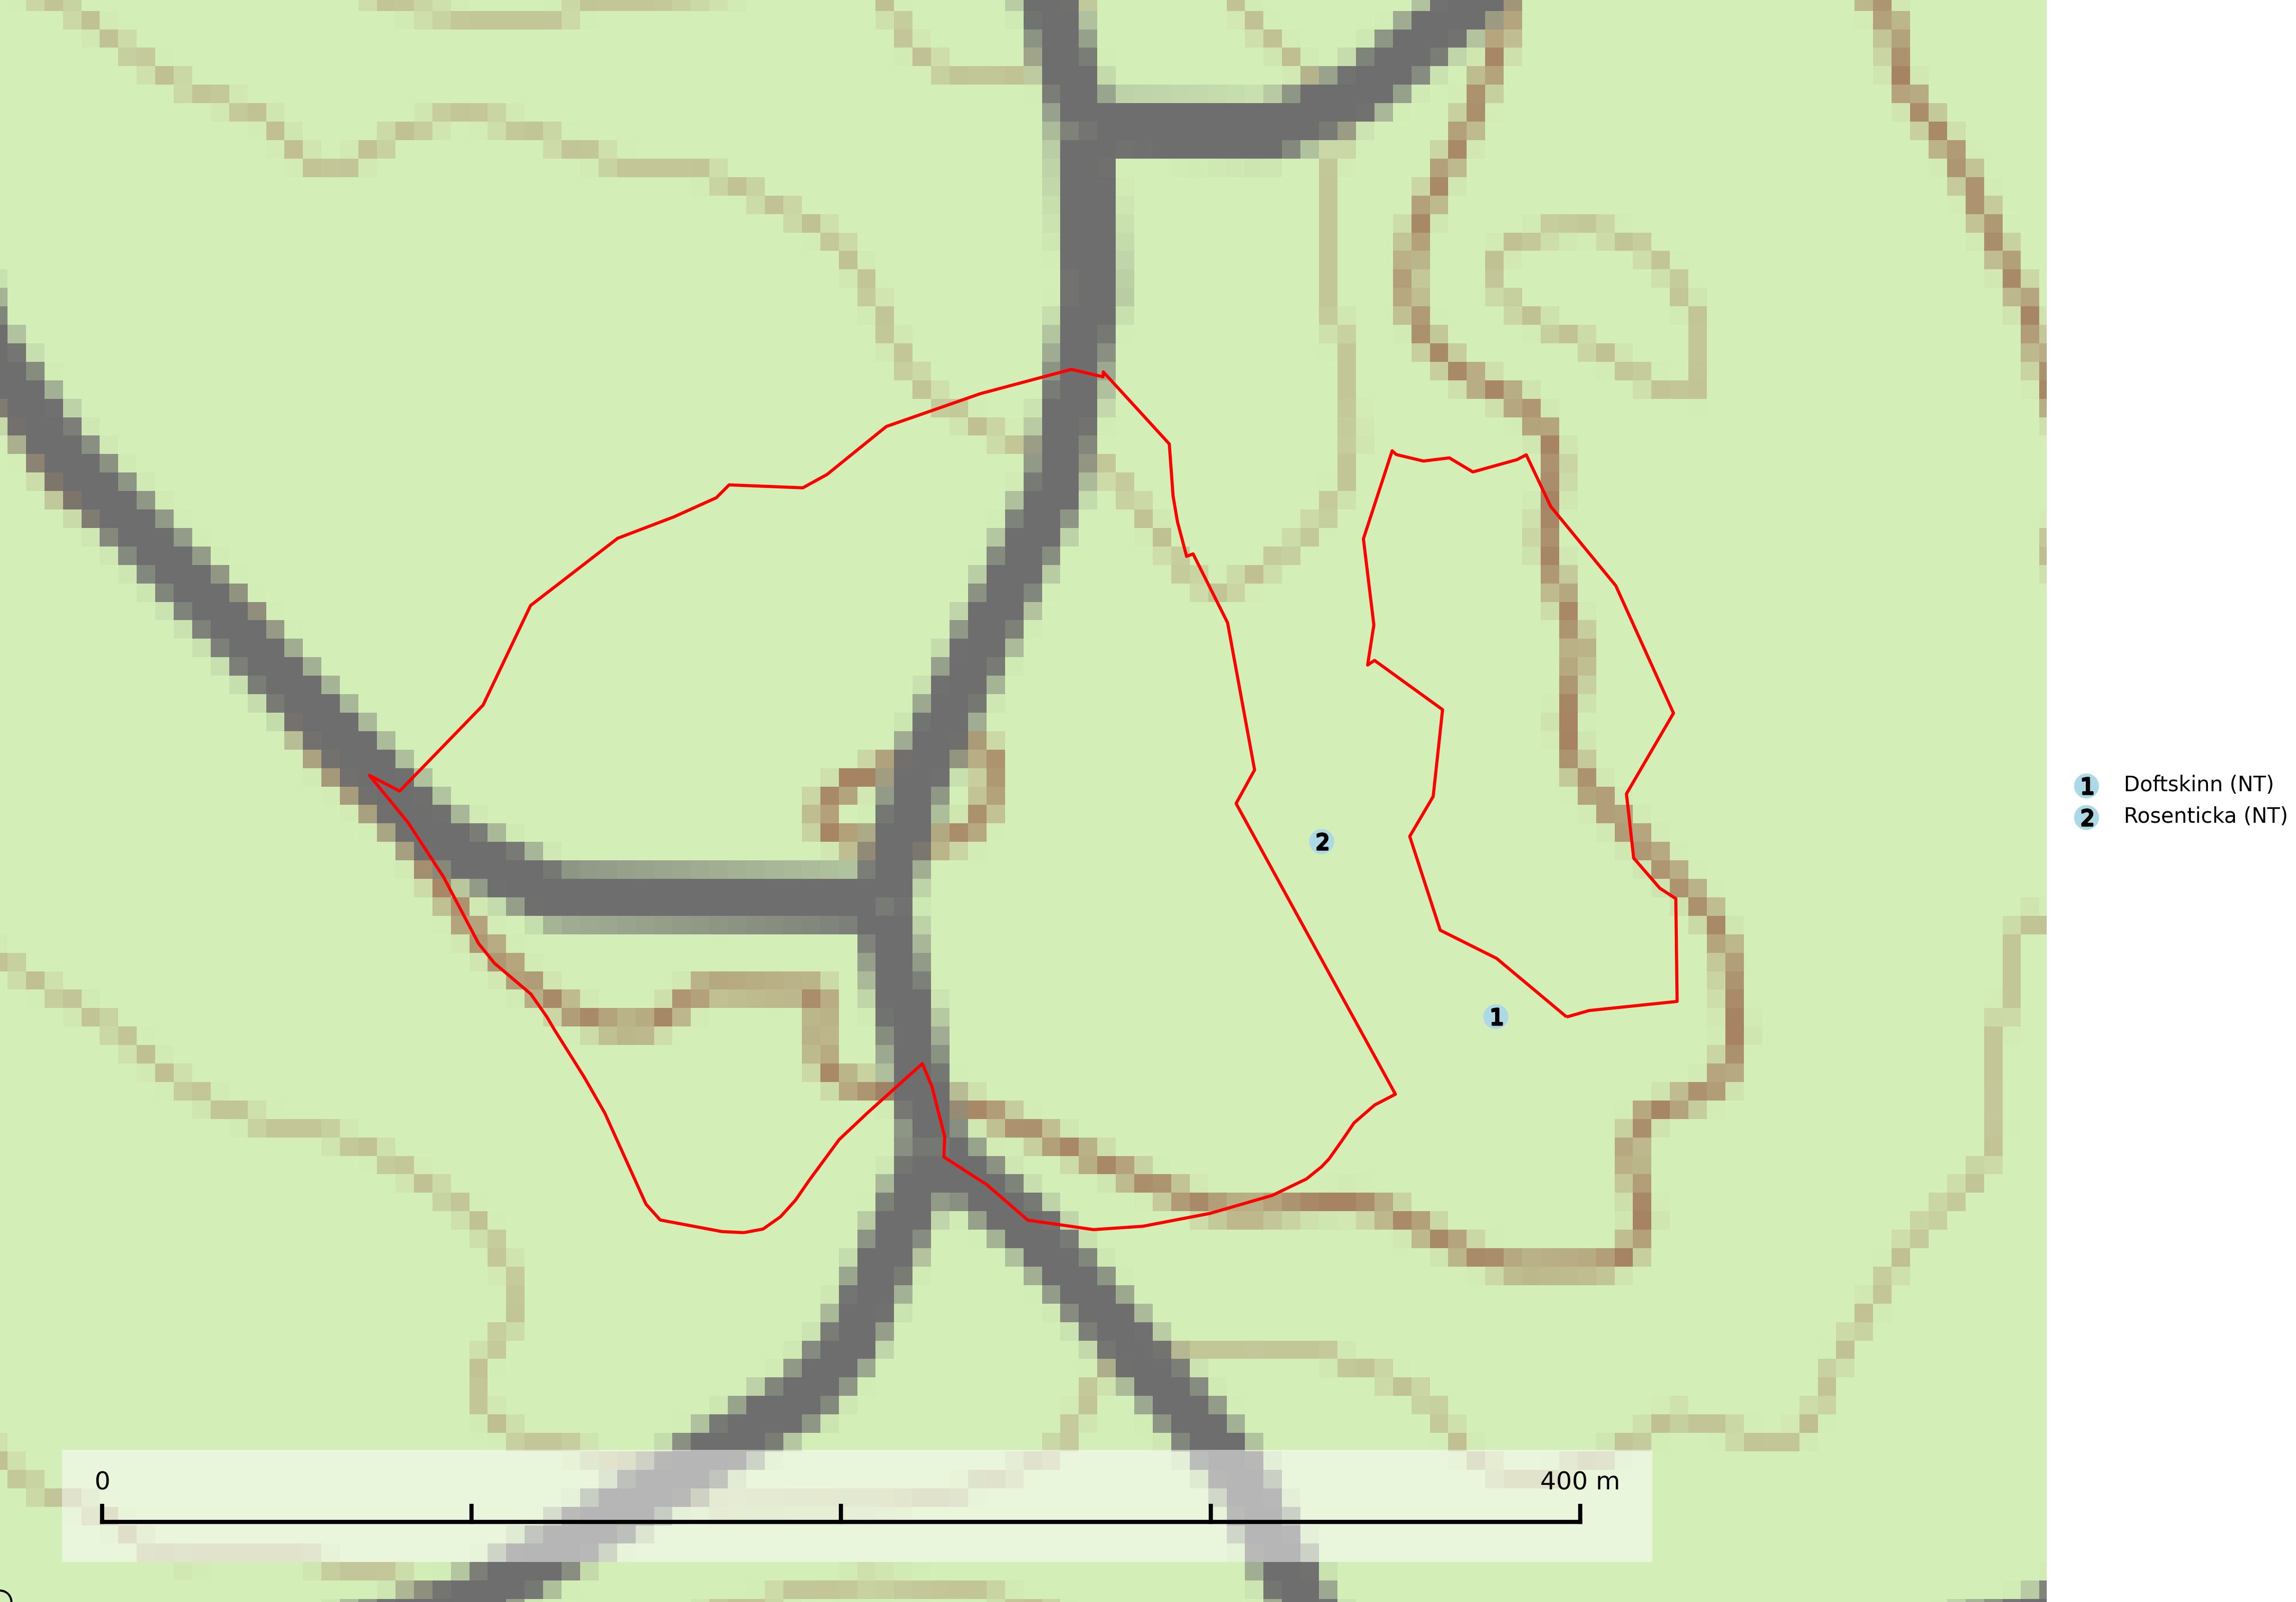 2
1
1 Doftskinn (NT)
2 Rosenticka (NT)
0 400 m